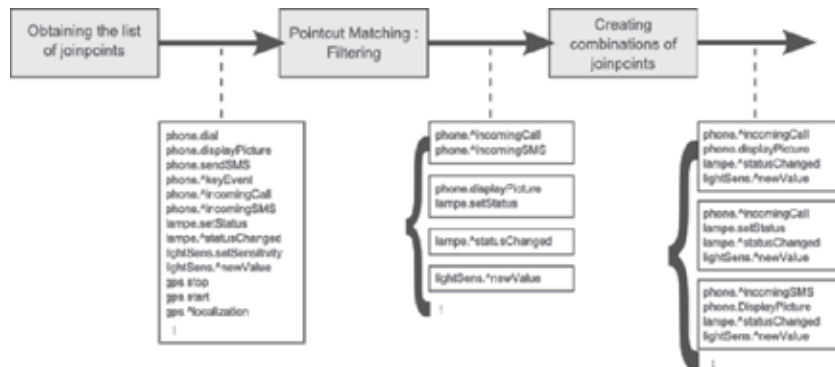 Obtaining the list
of joinpoints
Pointcut Matching :
Filtering
Creating
combinations of
joinpoints
phone.dial
phone.displayPicture
phone.sendSMS
phone.^keyEvent
phone.^incomingCall
phone.^incomingSMS
lampe.setStatus
lampe.^statusChanged
lightSens.setSensitivity
lightSens.^newValue
gps.stop
gps.start
gps.^localization
⋮
phone.^incomingCall
phone.^incomingSMS
phone.displayPicture
lampe.setStatus
lampe.^statusChanged
lightSens.^newValue
⋮
phone.^incomingCall
phone.displayPicture
lampe.^statusChanged
lightSens.^newValue
phone.^incomingCall
lampe.setStatus
lampe.^statusChanged
lightSens.^newValue
phone.^incomingSMS
phone.DisplayPicture
lampe.^statusChanged
lightSens.^newValue
⋮